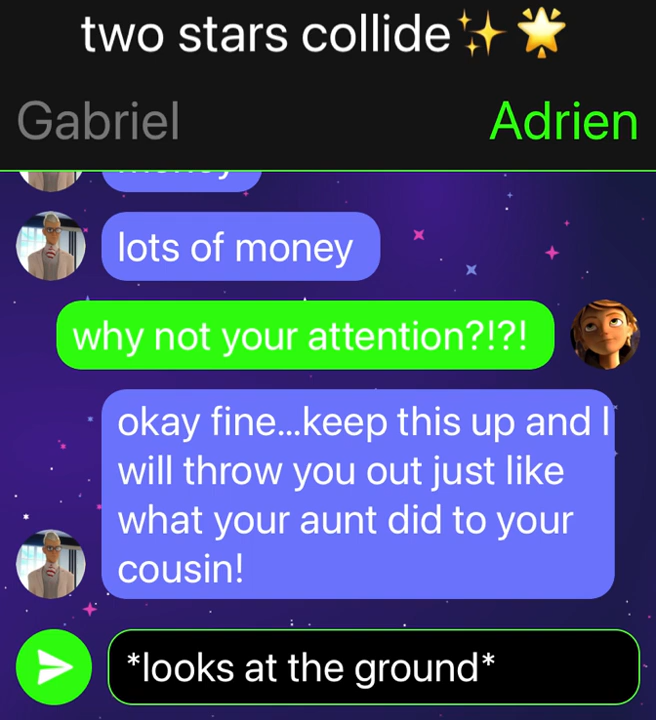 two stars collide✨🌟
Gabriel
Adrien
money
lots of money
why not your attention?!?!
okay fine...keep this up and I
will throw you out just like
what your aunt did to your
cousin!
*looks at the ground*